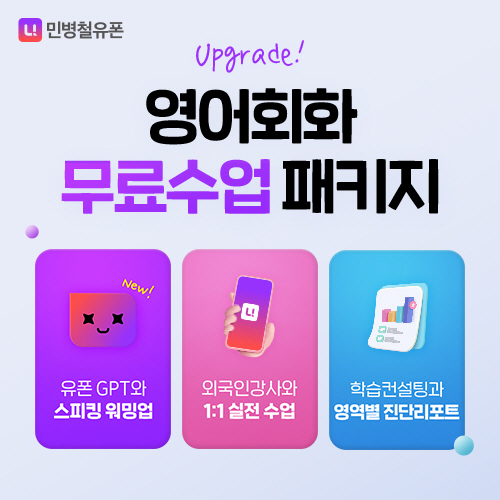 민병철유폰
Upgrade!
영어회화
무료수업 패키지
New!
유폰 GPT와
스피킹 워밍업
외국인강사와
1:1 실전 수업
학습컨설팅과
영역별 진단리포트